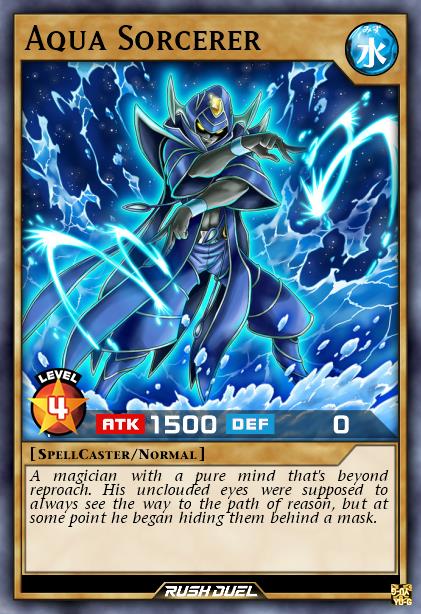 AQUA SORCERER
みず
水
LEVEL
4
ATK 1500 DEF 0
[SPELLCASTER/NORMAL]
A magician with a pure mind that's beyond
reproach. His unclouded eyes were supposed to
always see the way to the path of reason, but at
some point he began hiding them behind a mask.
RUSH DUEL